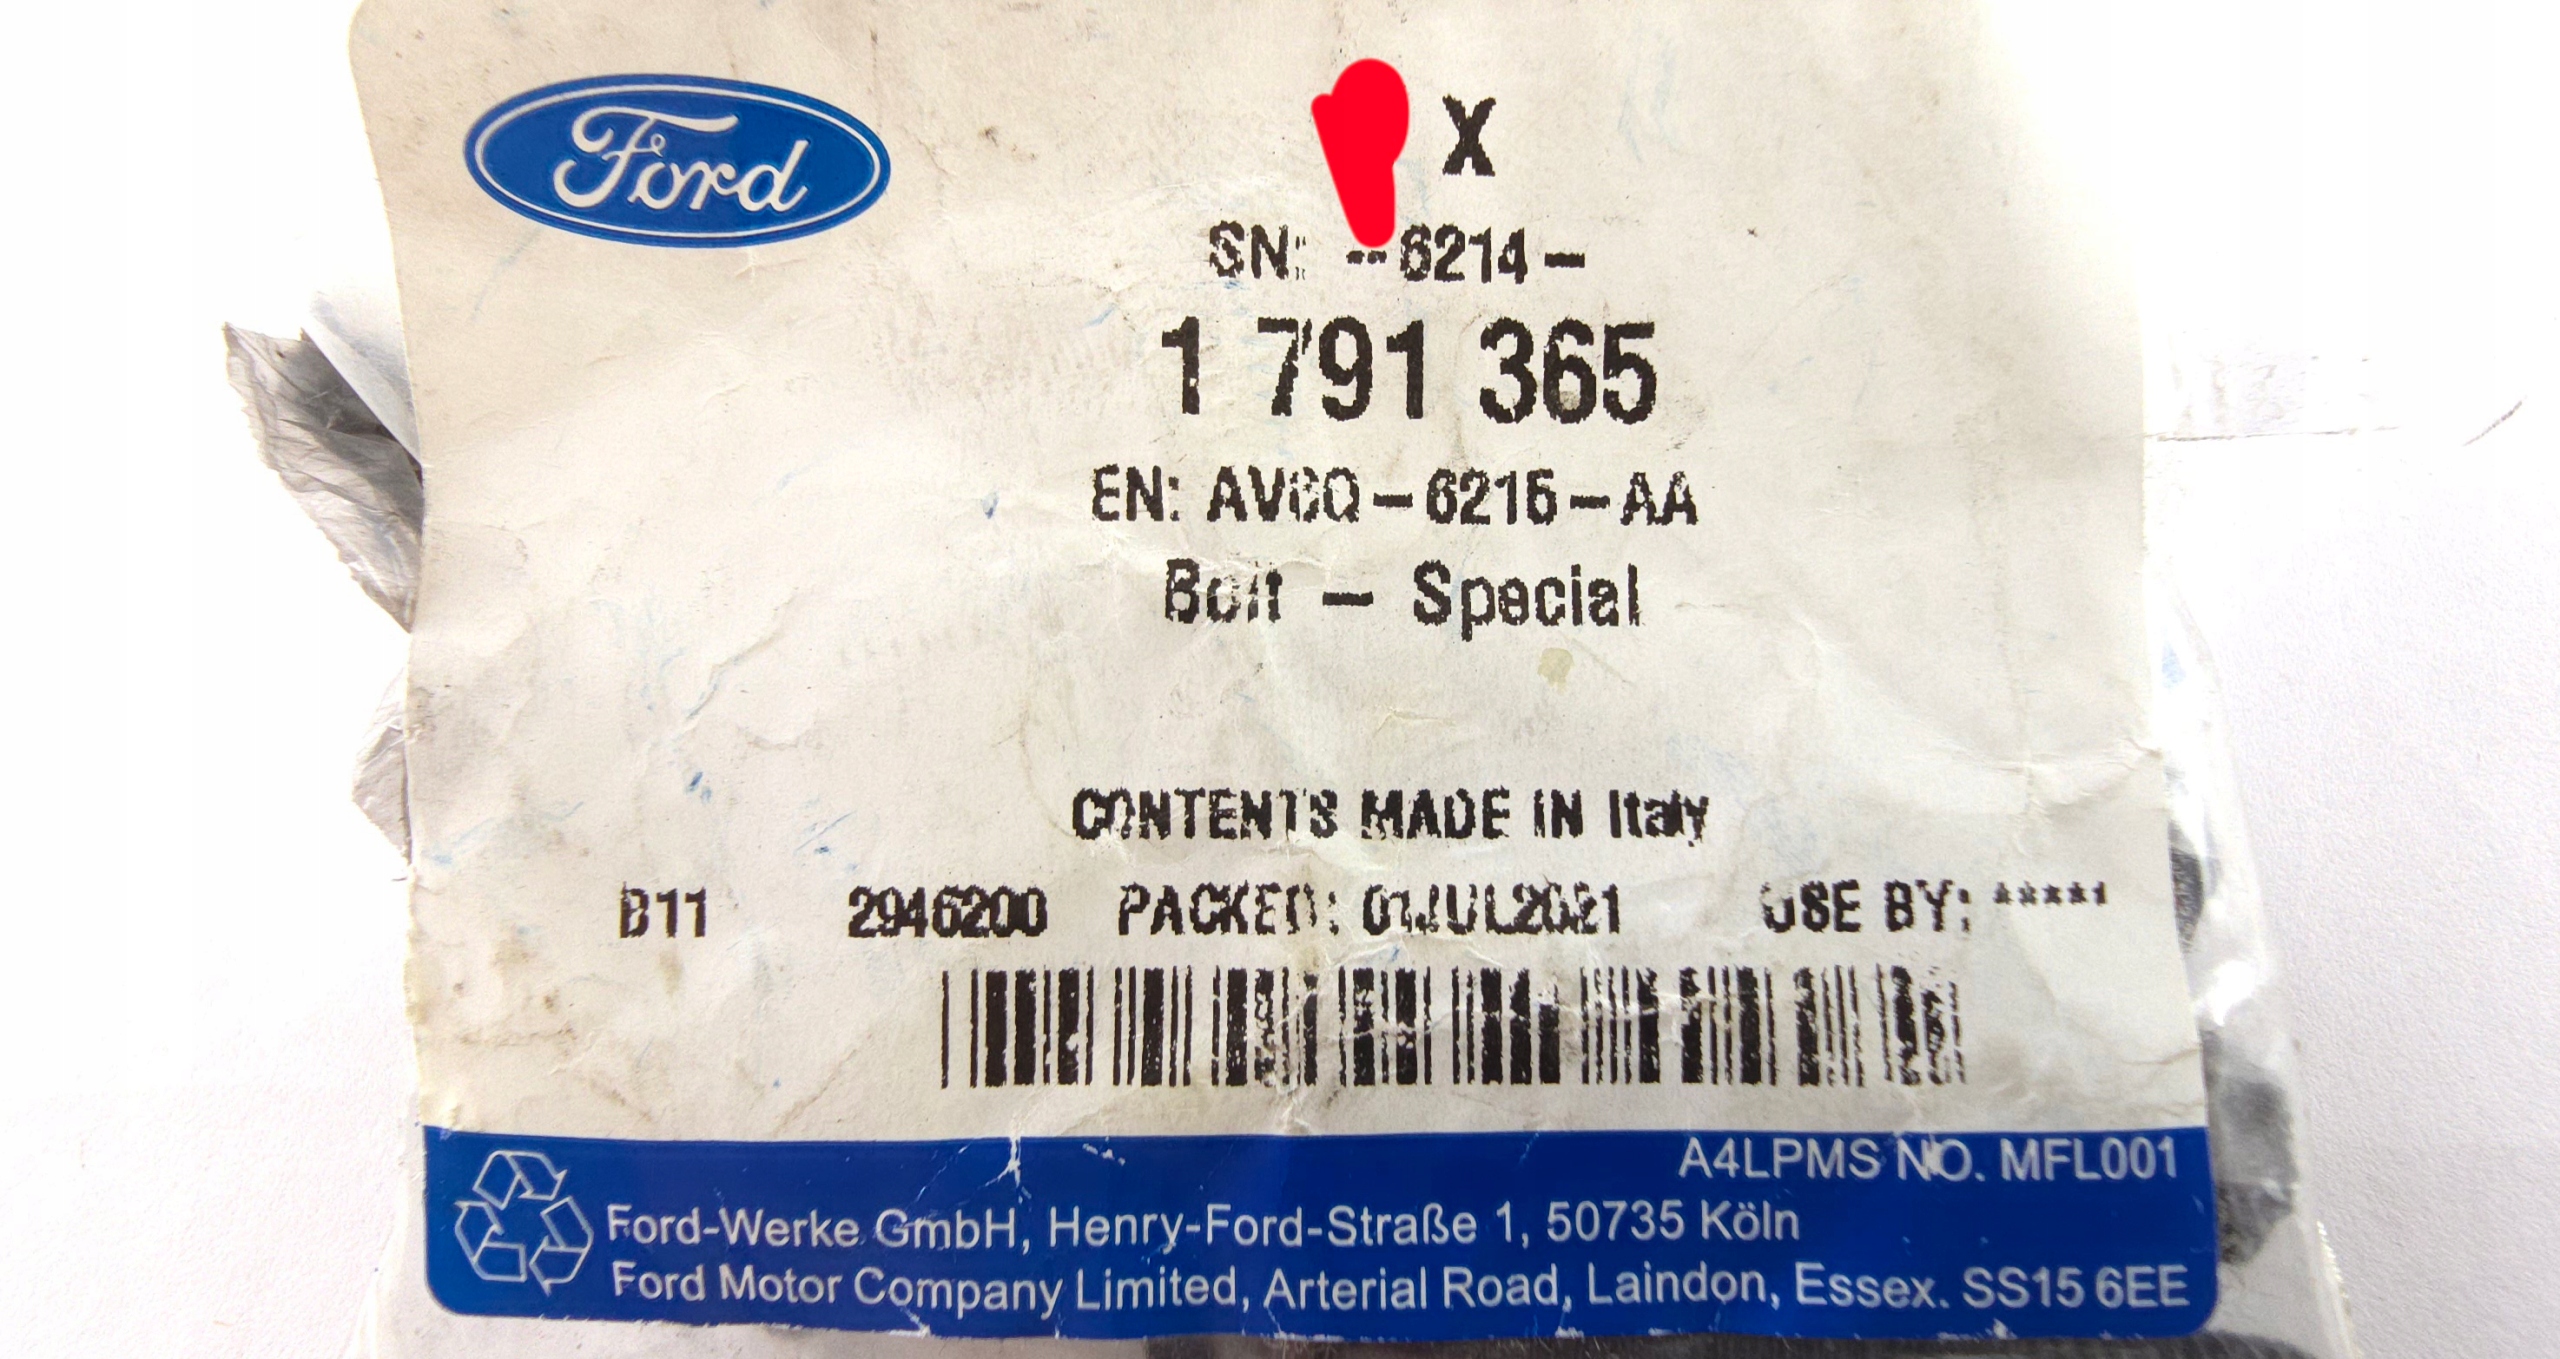 Ford
X
SN: --6214-
1 791 365
EN: AV6Q-6215-AA
Bolt - Special
CONTENTS MADE IN Italy
B11 2946200 PACKED: 01JUL2021 USE BY: *****
A4LPMS NO. MFL001
Ford-Werke GmbH, Henry-Ford-Straße 1, 50735 Köln
Ford Motor Company Limited, Arterial Road, Laindon, Essex. SS15 6EE